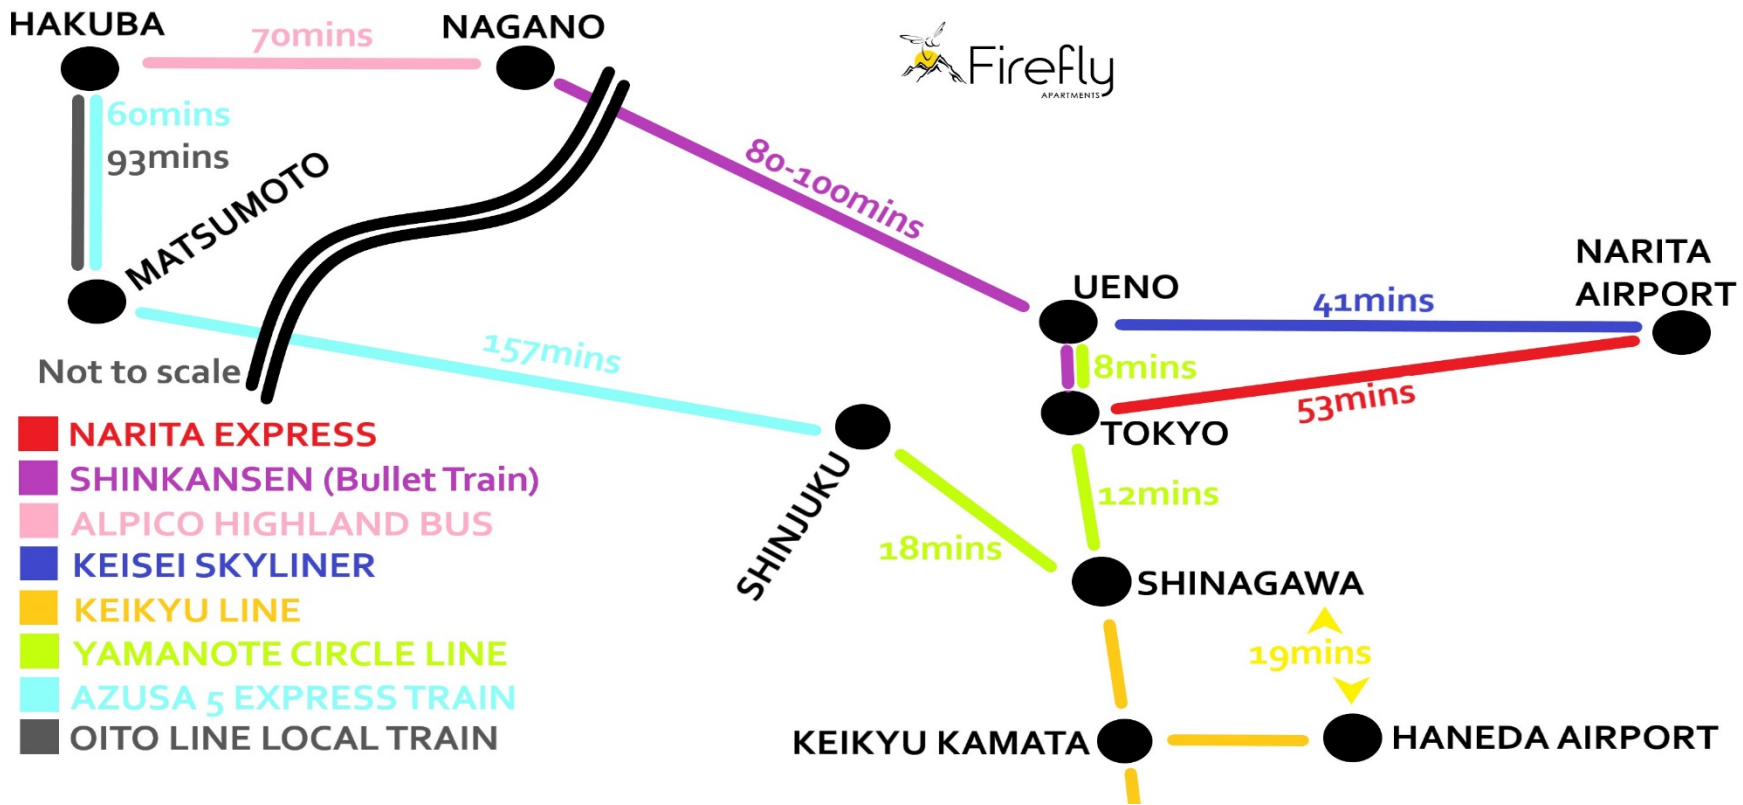 HAKUBA
70mins
NAGANO
Firefly
APARTMENTS
60mins
93mins
MATSUMOTO
80-100mins
UENO
NARITA
AIRPORT
41mins
157mins
8mins
Not to scale
53mins
TOKYO
NARITA EXPRESS
SHINKANSEN (Bullet Train)
ALPICO HIGHLAND BUS
KEISEI SKYLINER
KEIKYU LINE
YAMANOTE CIRCLE LINE
AZUSA 5 EXPRESS TRAIN
OITO LINE LOCAL TRAIN
SHINJUKU
12mins
18mins
SHINAGAWA
19mins
KEIKYU KAMATA
HANEDA AIRPORT